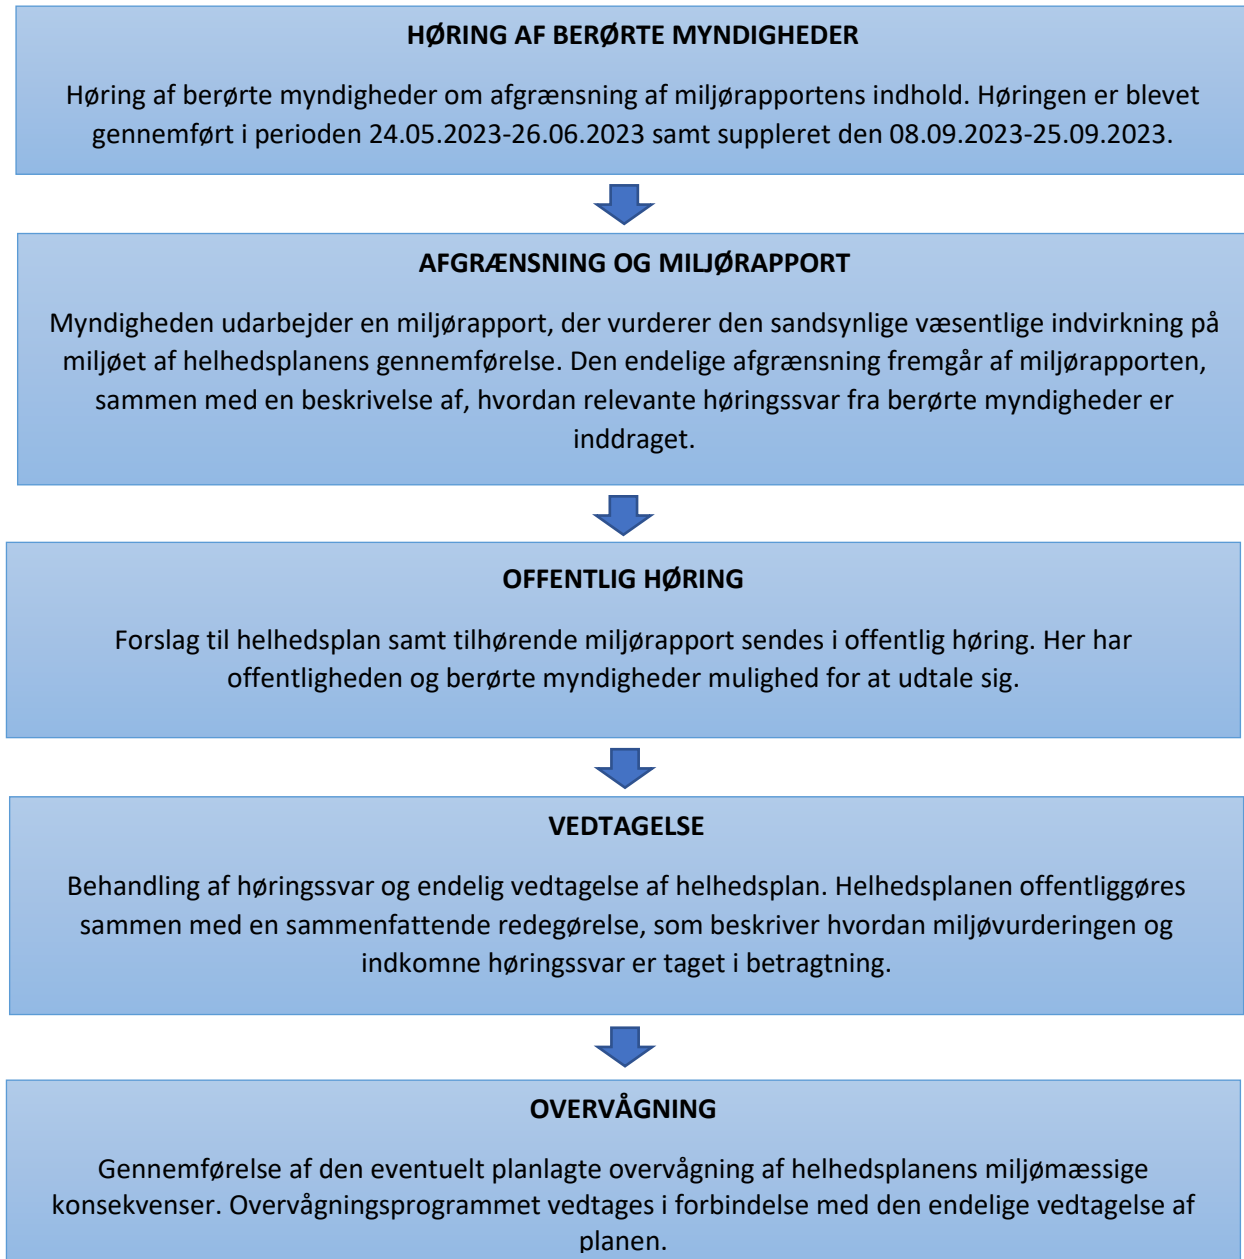 HØRING AF BERØRTE MYNDIGHEDER
Høring af berørte myndigheder om afgrænsning af miljørapportens indhold. Høringen er blevet
gennemført i perioden 24.05.2023-26.06.2023 samt suppleret den 08.09.2023-25.09.2023.
AFGRÆNSNING OG MILJØRAPPORT
Myndigheden udarbejder en miljørapport, der vurderer den sandsynlige væsentlige indvirkning på
miljøet af helhedsplanens gennemførelse. Den endelige afgrænsning fremgår af miljørapporten,
sammen med en beskrivelse af, hvordan relevante høringssvar fra berørte myndigheder er
inddraget.
OFFENTLIG HØRING
Forslag til helhedsplan samt tilhørende miljørapport sendes i offentlig høring. Her har
offentligheden og berørte myndigheder mulighed for at udtale sig.
VEDTAGELSE
Behandling af høringssvar og endelig vedtagelse af helhedsplan. Helhedsplanen offentliggøres
sammen med en sammenfattende redegørelse, som beskriver hvordan miljøvurderingen og
indkomne høringssvar er taget i betragtning.
OVERVÅGNING
Gennemførelse af den eventuelt planlagte overvågning af helhedsplanens miljømæssige
konsekvenser. Overvågningsprogrammet vedtages i forbindelse med den endelige vedtagelse af
planen.